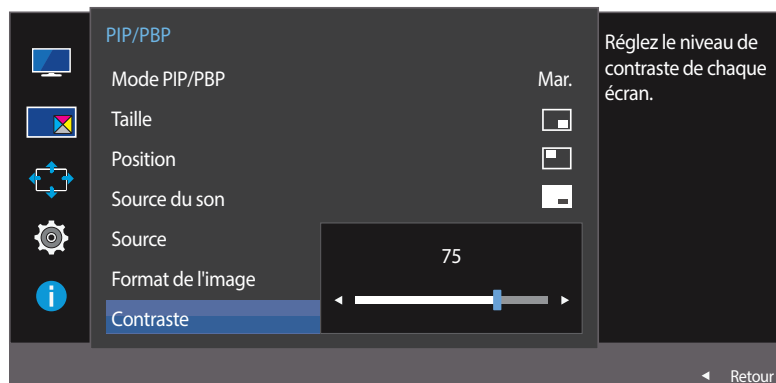 PIP/PBP
Mode PIP/PBP Mar.
Taille
Position
Source du son
Source
Format de l'image
Contraste
75
Réglez le niveau de
contraste de chaque
écran.
Retour